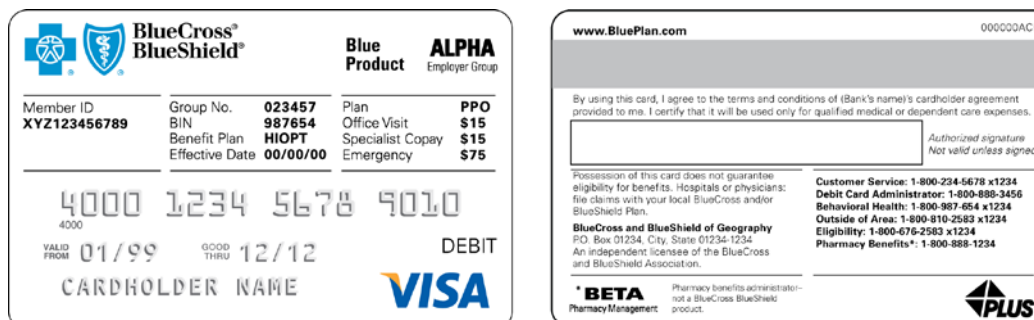 BlueCross®
BlueShield®
Blue
Product
ALPHA
Employer Group
Member ID
XYZ123456789
Group No. 023457
BIN 987654
Benefit Plan HIOPT
Effective Date 00/00/00
Plan PPO
Office Visit $15
Specialist Copay $15
Emergency $75
4000 1234 5678 9010
4000
VALID FROM 01/99 GOOD THRU 12/12
DEBIT
CARDHOLDER NAME
VISA
www.BluePlan.com
000000AC
By using this card, I agree to the terms and conditions of (Bank's name)'s cardholder agreement
provided to me. I certify that it will be used only for qualified medical or dependent care expenses.
Authorized signature
Not valid unless signed
Possession of this card does not guarantee
eligibility for benefits. Hospitals or physicians:
file claims with your local BlueCross and/or
BlueShield Plan.
BlueCross and BlueShield of Geography
P.O. Box 01234, City, State 01234-1234
An independent licensee of the BlueCross
and BlueShield Association.
Customer Service: 1-800-234-5678 x1234
Debit Card Administrator: 1-800-888-3456
Behavioral Health: 1-800-987-654 x1234
Outside of Area: 1-800-810-2583 x1234
Eligibility: 1-800-676-2583 x1234
Pharmacy Benefits*: 1-800-888-1234
* BETA
Pharmacy Management
Pharmacy benefits administrator–
not a BlueCross BlueShield
product.
PLUS